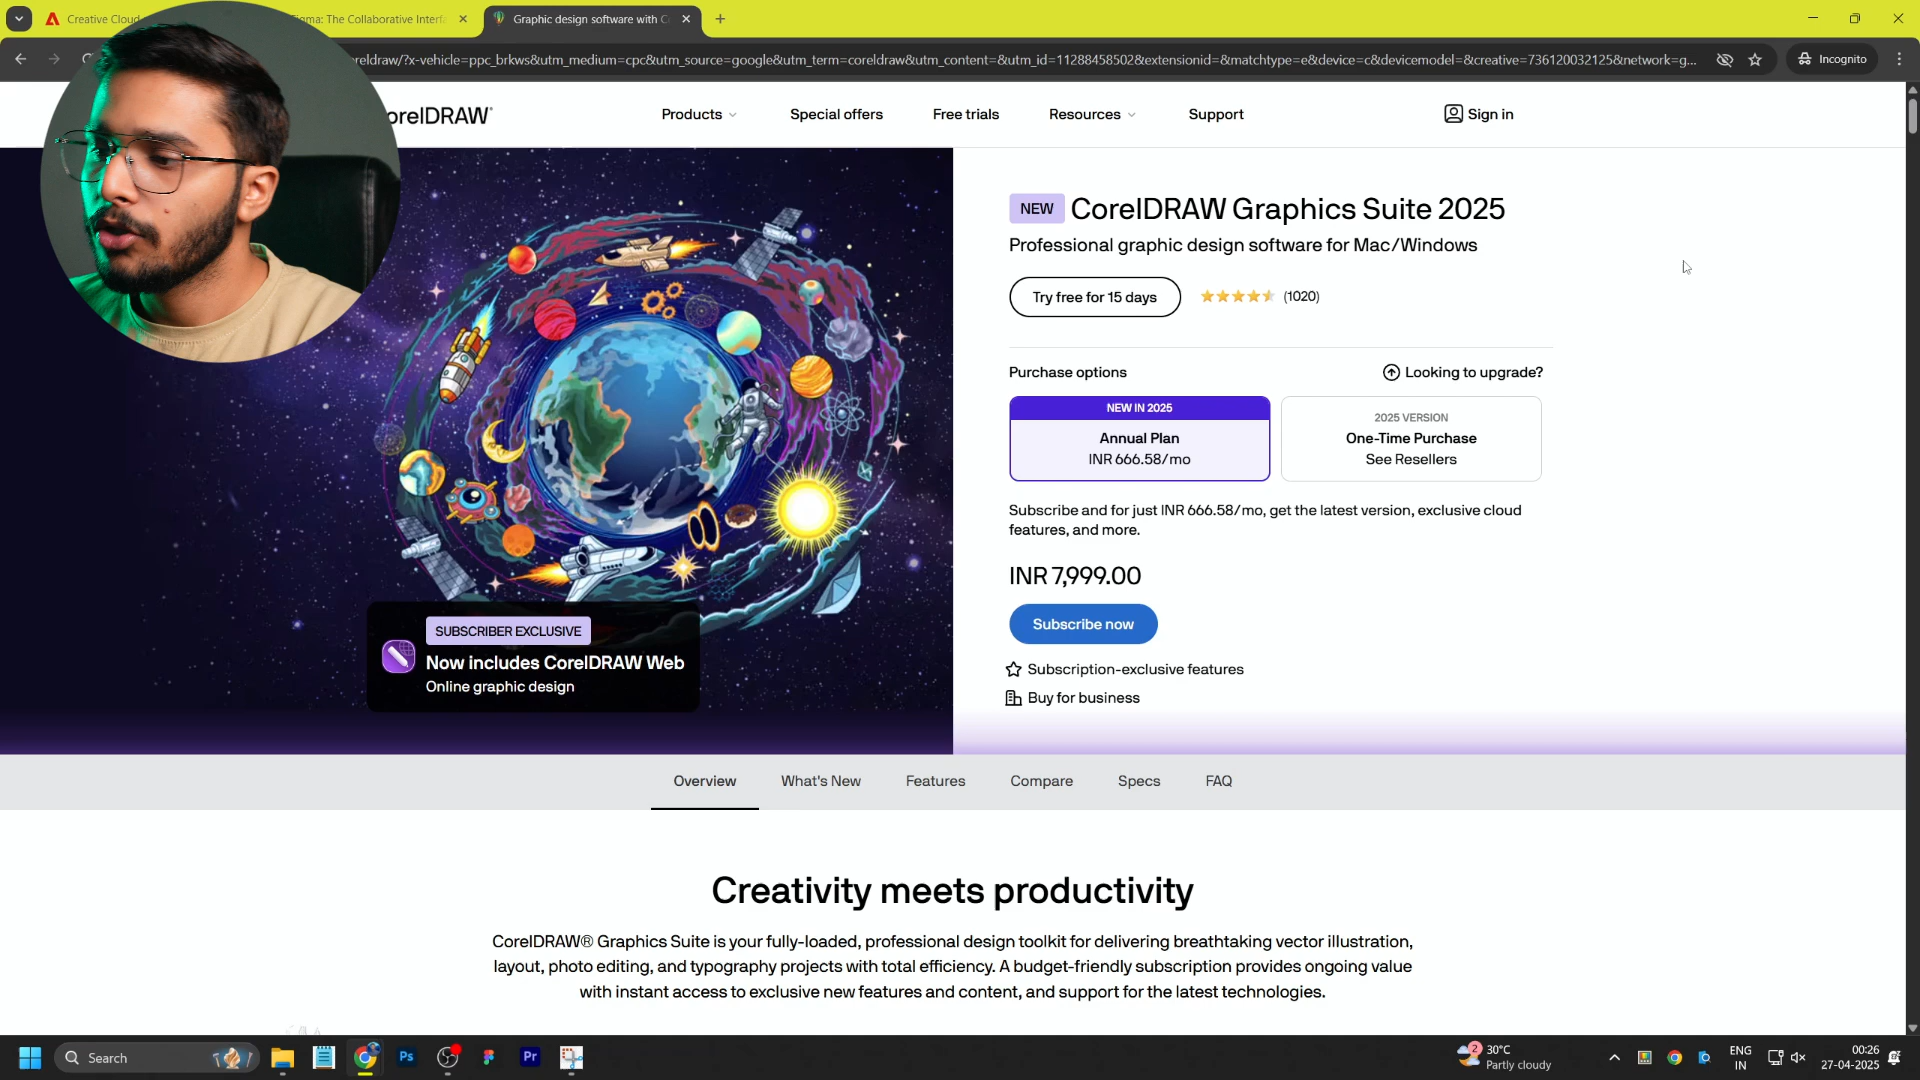 Creative Cloud
Figma: The Collaborative Interfa
Graphic design software with C
oreldraw/?x-vehicle=ppc_brkws&utm_medium=cpc&utm_source=google&utm_term=coreldraw&utm_content=&utm_id=11288458502&extensionid=&matchtype=e&device=c&devicemodel=&creative=736120032125&network=g...
Incognito
orelDRAW®
Products
Special offers
Free trials
Resources
Support
Sign in
NEW CorelDRAW Graphics Suite 2025
Professional graphic design software for Mac/Windows
Try free for 15 days
(1020)
Purchase options
Looking to upgrade?
NEW IN 2025
Annual Plan
INR 666.58/mo
2025 VERSION
One-Time Purchase
See Resellers
Subscribe and for just INR 666.58/mo, get the latest version, exclusive cloud
features, and more.
INR 7,999.00
Subscribe now
Subscription-exclusive features
Buy for business
SUBSCRIBER EXCLUSIVE
Now includes CorelDRAW Web
Online graphic design
Overview
What's New
Features
Compare
Specs
FAQ
Creativity meets productivity
CorelDRAW® Graphics Suite is your fully-loaded, professional design toolkit for delivering breathtaking vector illustration,
layout, photo editing, and typography projects with total efficiency. A budget-friendly subscription provides ongoing value
with instant access to exclusive new features and content, and support for the latest technologies.
Search
Ps
Pr
2
30°C
Partly cloudy
ENG
IN
00:26
27-04-2025